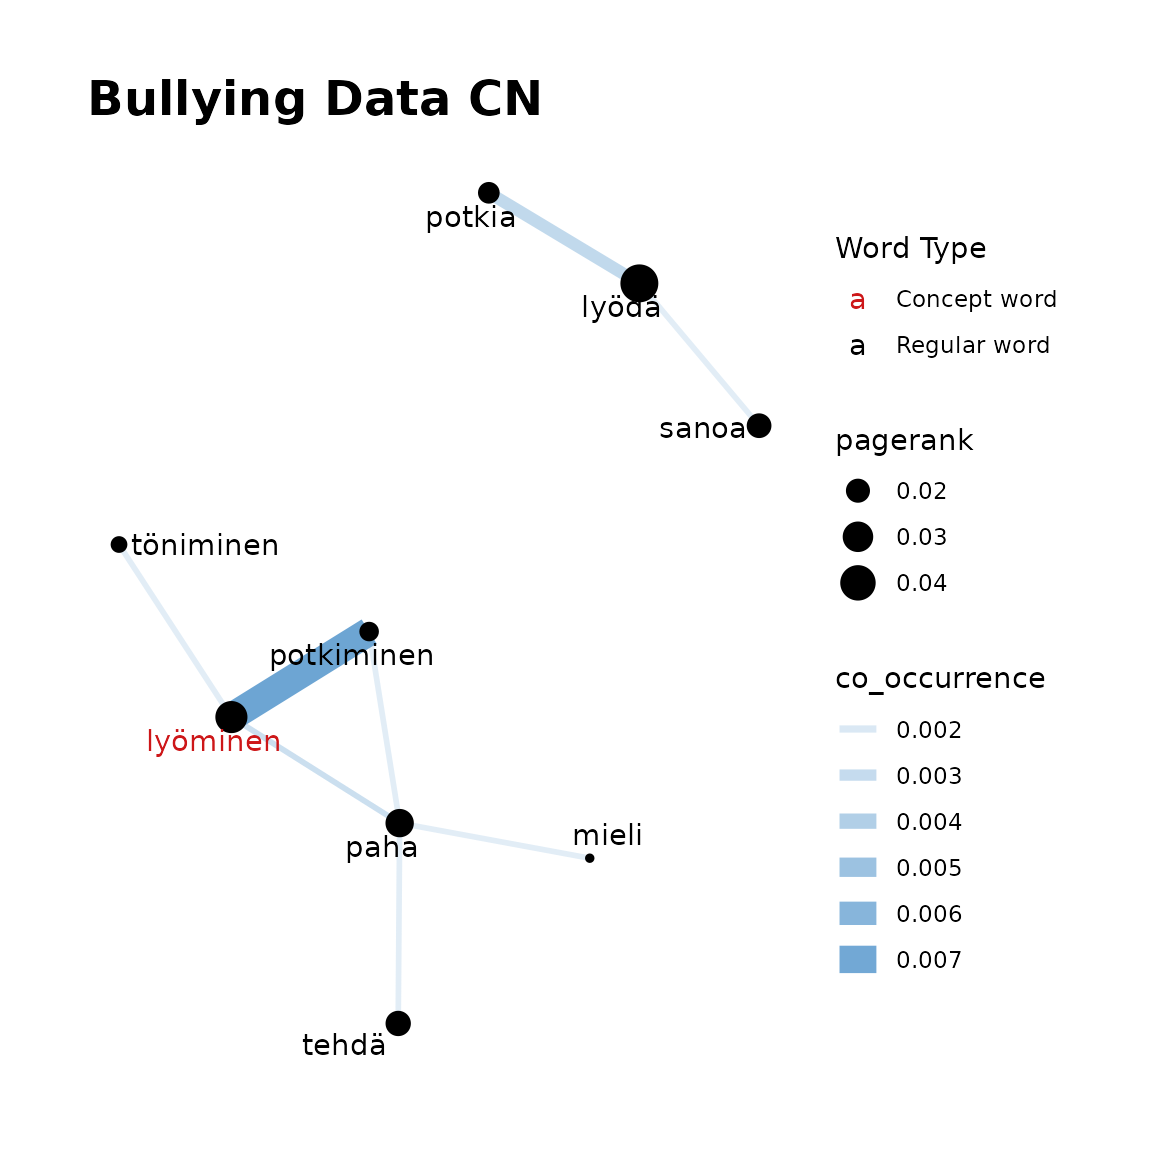 Bullying Data CN
potkia
lyödä
sanoa
töniminen
potkiminen
lyöminen
mieli
paha
tehdä
Word Type
a Concept word
a Regular word
pagerank
0.02
0.03
0.04
co_occurrence
0.002
0.003
0.004
0.005
0.006
0.007